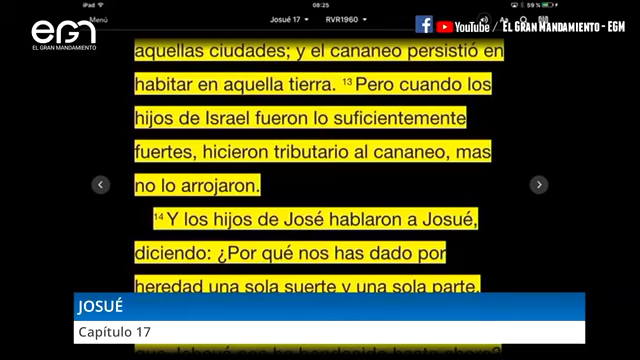 iPad
08:25
59 %
Menú
Josué 17
RVR1960
Aa
YouTube / El Gran Mandamiento - EGM
EGM
EL GRAN MANDAMIENTO
aquellas ciudades; y el cananeo persistió en
habitar en aquella tierra. 13 Pero cuando los
hijos de Israel fueron lo suficientemente
fuertes, hicieron tributario al cananeo, mas
no lo arrojaron.
14 Y los hijos de José hablaron a Josué,
diciendo: ¿Por qué nos has dado por
heredad una sola suerte y una sola parte,
JOSUÉ
Capítulo 17